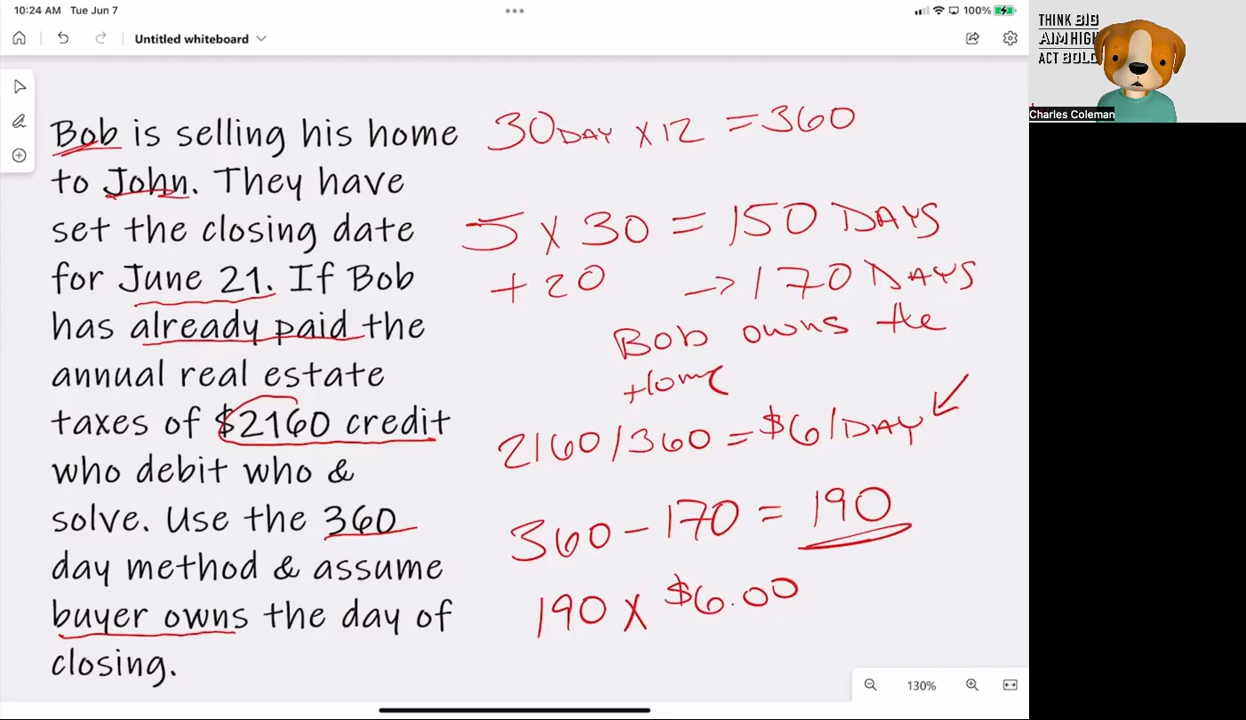 10:24 AM Tue Jun 7
100%
Untitled whiteboard
THINK BIG
AIM HIGH
ACT BOLD
Charles Coleman
Bob is selling his home
to John. They have
set the closing date
for June 21. If Bob
has already paid the
annual real estate
taxes of $2160 credit
who debit who &
solve. Use the 360
day method & assume
buyer owns the day of
closing.
30 DAY x 12 = 360
5 x 30 = 150 DAYS
+ 20 → 170 DAYS
Bob owns the
Home
2160/360 = $6/DAY
360 - 170 = 190
190 x $6.00
130%